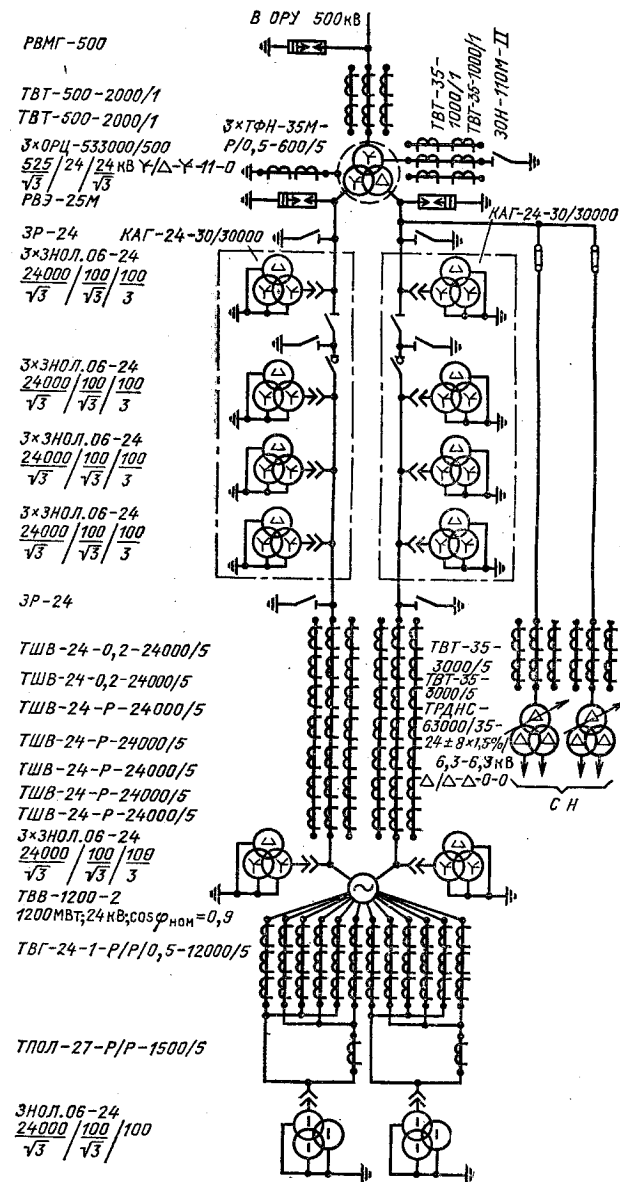 В ОРУ 500кВ
РВМГ-500
ТВТ-500-2000/1
ТВТ-500-2000/1
3×ТФН-35М-
Р/0,5-600/5
ТВТ-35-
1000/1
ТВТ-35-1000/1
ЗОН-110М-II
3×ОРЦ-533000/500
525/√3 / 24 / 24/√3 кВ Y/Δ-Y-11-0
РВЭ-25М
ЗР-24
КАГ-24-30/30000
КАГ-24-30/30000
3×ЗНОЛ.06-24
24000/√3 / 100/√3 / 100/3
3×ЗНОЛ.06-24
24000/√3 / 100/√3 / 100/3
3×ЗНОЛ.06-24
24000/√3 / 100/√3 / 100/3
3×ЗНОЛ.06-24
24000/√3 / 100/√3 / 100/3
ЗР-24
ТШВ-24-0,2-24000/5
ТШВ-24-0,2-24000/5
ТШВ-24-Р-24000/5
ТШВ-24-Р-24000/5
ТШВ-24-Р-24000/5
ТШВ-24-Р-24000/5
ТШВ-24-Р-24000/5
ТВТ-35-
3000/5
ТВТ-35-
3000/5
ТРДНС-
63000/35-
24±8×1,5%/
6,3-6,3кВ
Δ/Δ-Δ-0-0
СН
3×ЗНОЛ.06-24
24000/√3 / 100/√3 / 100/3
ТВВ-1200-2
1200МВт;24кВ;cosφном=0,9
ТВГ-24-1-Р/Р/0,5-12000/5
ТПОЛ-27-Р/Р-1500/5
ЗНОЛ.06-24
24000/√3 / 100/√3 / 100